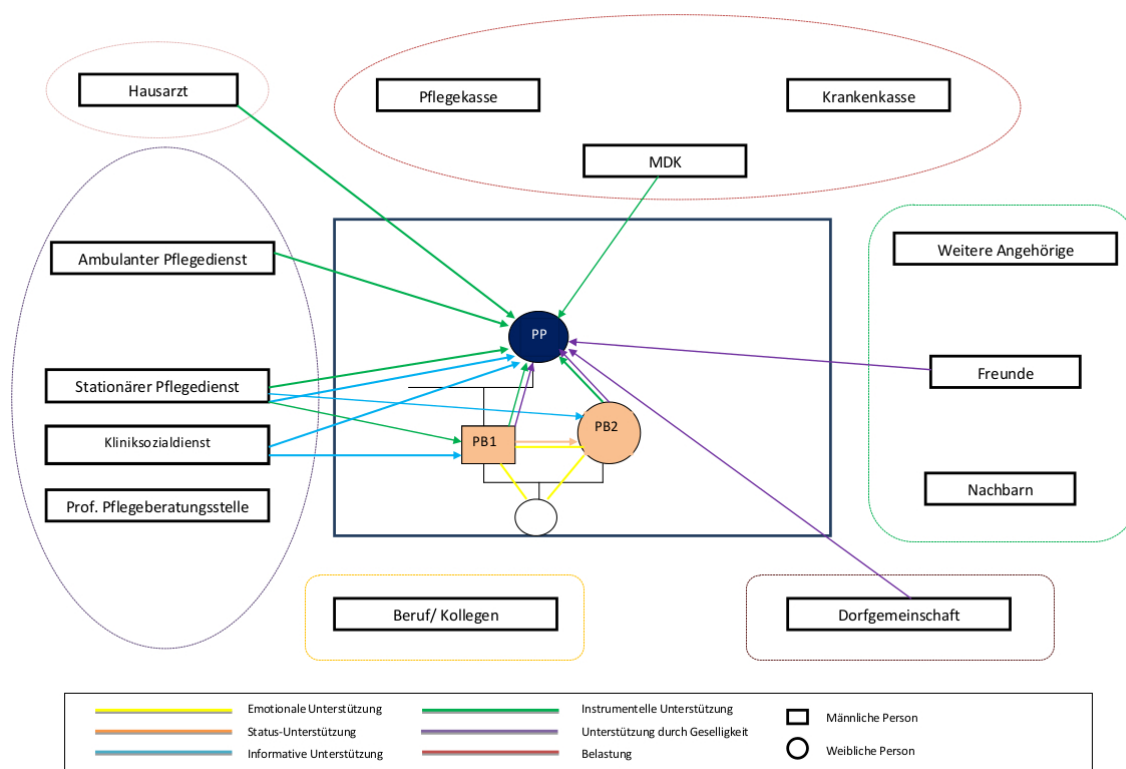 Hausarzt
Pflegekasse
Krankenkasse
MDK
Ambulanter Pflegedienst
Weitere Angehörige
PP
Stationärer Pflegedienst
Freunde
PB1
PB2
Kliniksozialdienst
Prof. Pflegeberatungsstelle
Nachbarn
Beruf/ Kollegen
Dorfgemeinschaft
Emotionale Unterstützung
Status-Unterstützung
Informative Unterstützung
Instrumentelle Unterstützung
Unterstützung durch Geselligkeit
Belastung
Männliche Person
Weibliche Person